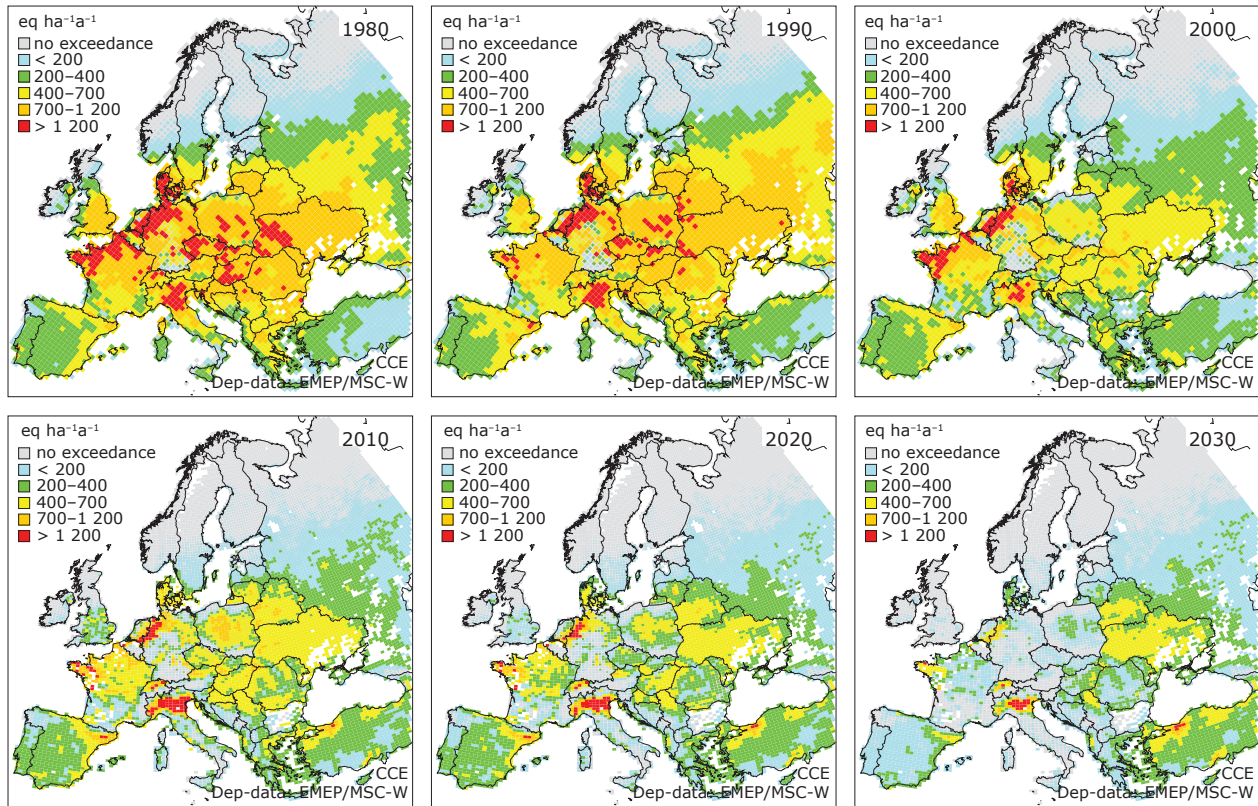 eq ha⁻¹a⁻¹
1980
no exceedance
< 200
200–400
400–700
700–1 200
> 1 200
CCE
Dep-data: EMEP/MSC-W
eq ha⁻¹a⁻¹
1990
no exceedance
< 200
200–400
400–700
700–1 200
> 1 200
CCE
Dep-data: EMEP/MSC-W
eq ha⁻¹a⁻¹
2000
no exceedance
< 200
200–400
400–700
700–1 200
> 1 200
CCE
Dep-data: EMEP/MSC-W
eq ha⁻¹a⁻¹
2010
no exceedance
< 200
200–400
400–700
700–1 200
> 1 200
CCE
Dep-data: EMEP/MSC-W
eq ha⁻¹a⁻¹
2020
no exceedance
< 200
200–400
400–700
700–1 200
> 1 200
CCE
Dep-data: EMEP/MSC-W
eq ha⁻¹a⁻¹
2030
no exceedance
< 200
200–400
400–700
700–1 200
> 1 200
CCE
Dep-data: EMEP/MSC-W